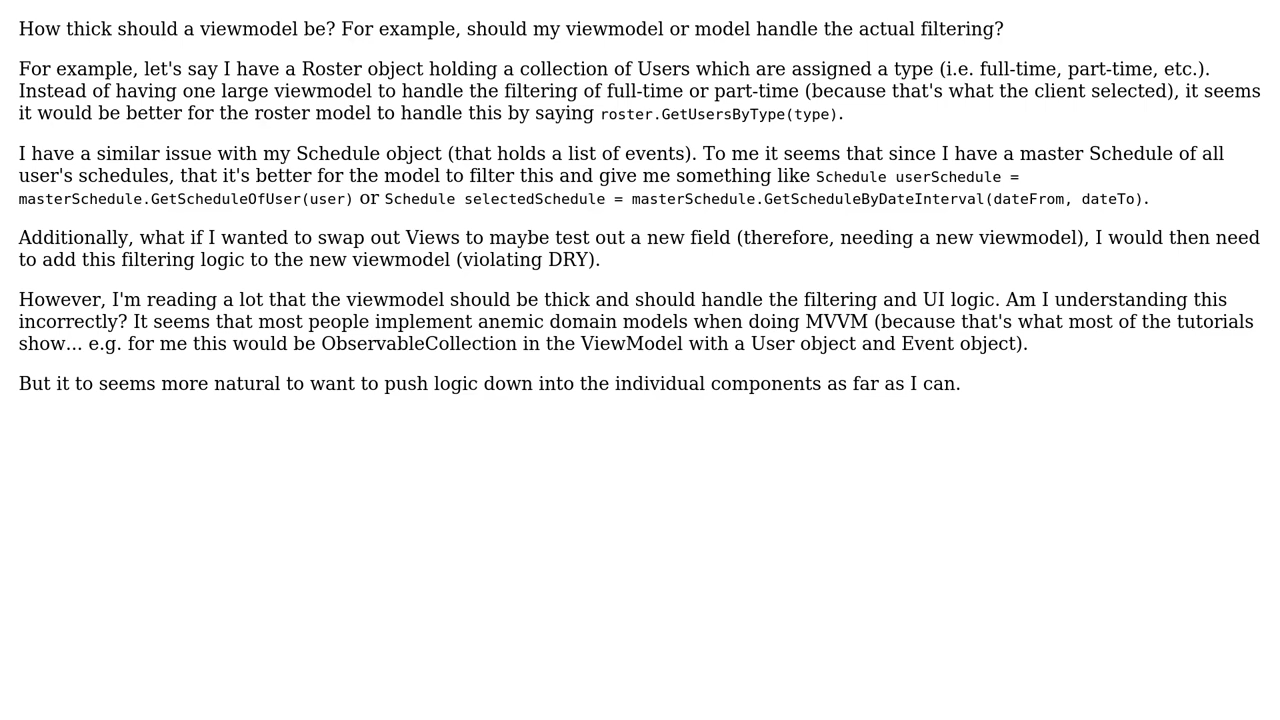 How thick should a viewmodel be? For example, should my viewmodel or model handle the actual filtering?
For example, let's say I have a Roster object holding a collection of Users which are assigned a type (i.e. full-time, part-time, etc.).
Instead of having one large viewmodel to handle the filtering of full-time or part-time (because that's what the client selected), it seems
it would be better for the roster model to handle this by saying roster.GetUsersByType(type).
I have a similar issue with my Schedule object (that holds a list of events). To me it seems that since I have a master Schedule of all
user's schedules, that it's better for the model to filter this and give me something like Schedule userSchedule =
masterSchedule.GetScheduleOfUser(user) or Schedule selectedSchedule = masterSchedule.GetScheduleByDateInterval(dateFrom, dateTo).
Additionally, what if I wanted to swap out Views to maybe test out a new field (therefore, needing a new viewmodel), I would then need
to add this filtering logic to the new viewmodel (violating DRY).
However, I'm reading a lot that the viewmodel should be thick and should handle the filtering and UI logic. Am I understanding this
incorrectly? It seems that most people implement anemic domain models when doing MVVM (because that's what most of the tutorials
show... e.g. for me this would be ObservableCollection in the ViewModel with a User object and Event object).
But it to seems more natural to want to push logic down into the individual components as far as I can.